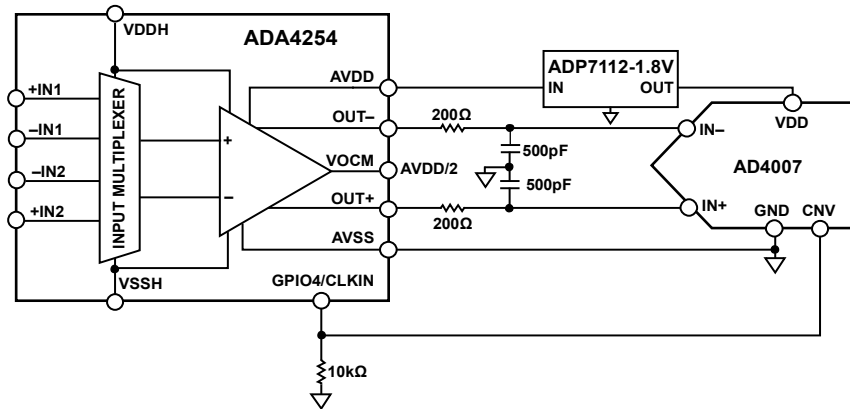 VDDH
ADA4254
+IN1
–IN1
–IN2
+IN2
INPUT MULTIPLEXER
+
–
AVDD
OUT–
VOCM
OUT+
AVSS
VSSH
GPIO4/CLKIN
AVDD/2
200Ω
200Ω
500pF
500pF
10kΩ
ADP7112-1.8V
IN OUT
VDD
IN–
AD4007
IN+
GND CNV